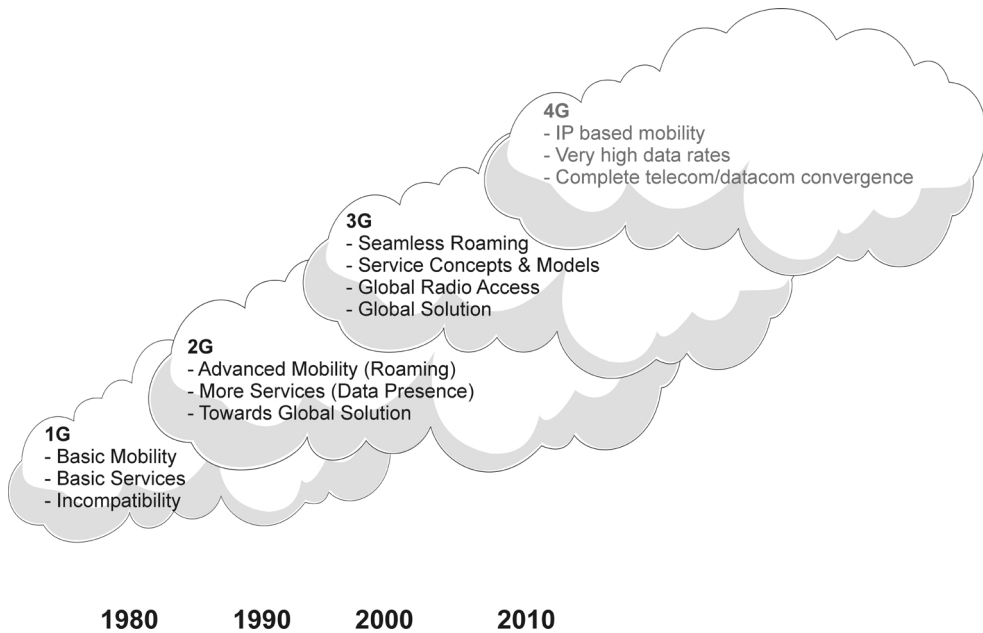 4G
- IP based mobility
- Very high data rates
- Complete telecom/datacom convergence
3G
- Seamless Roaming
- Service Concepts & Models
- Global Radio Access
- Global Solution
2G
- Advanced Mobility (Roaming)
- More Services (Data Presence)
- Towards Global Solution
1G
- Basic Mobility
- Basic Services
- Incompatibility
1980 1990 2000 2010